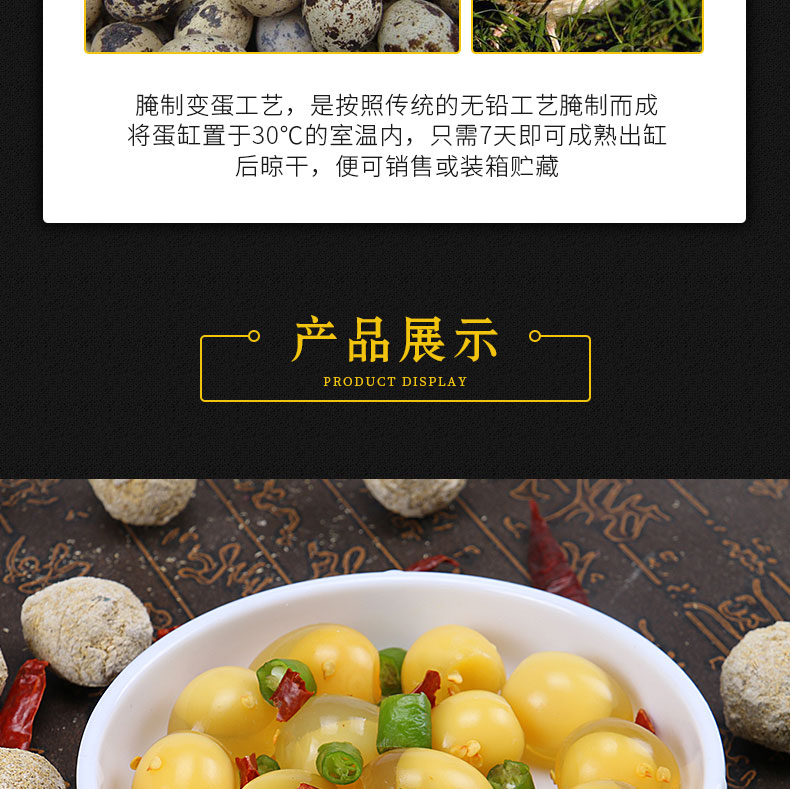 腌制变蛋工艺，是按照传统的无铅工艺腌制而成
将蛋缸置于30℃的室温内，只需7天即可成熟出缸
后晾干，便可销售或装箱贮藏
产品展示
PRODUCT DISPLAY